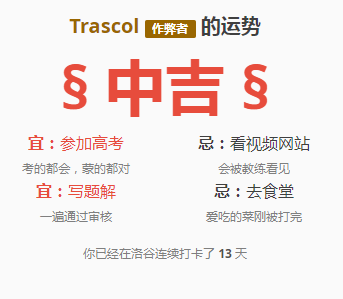 Trascol 作弊者 的运势
§ 中吉 §
宜：参加高考 忌：看视频网站
考的都会，蒙的都对 会被教练看见
宜：写题解 忌：去食堂
一遍通过审核 爱吃的菜刚被打完
你已经在洛谷连续打卡了 13 天